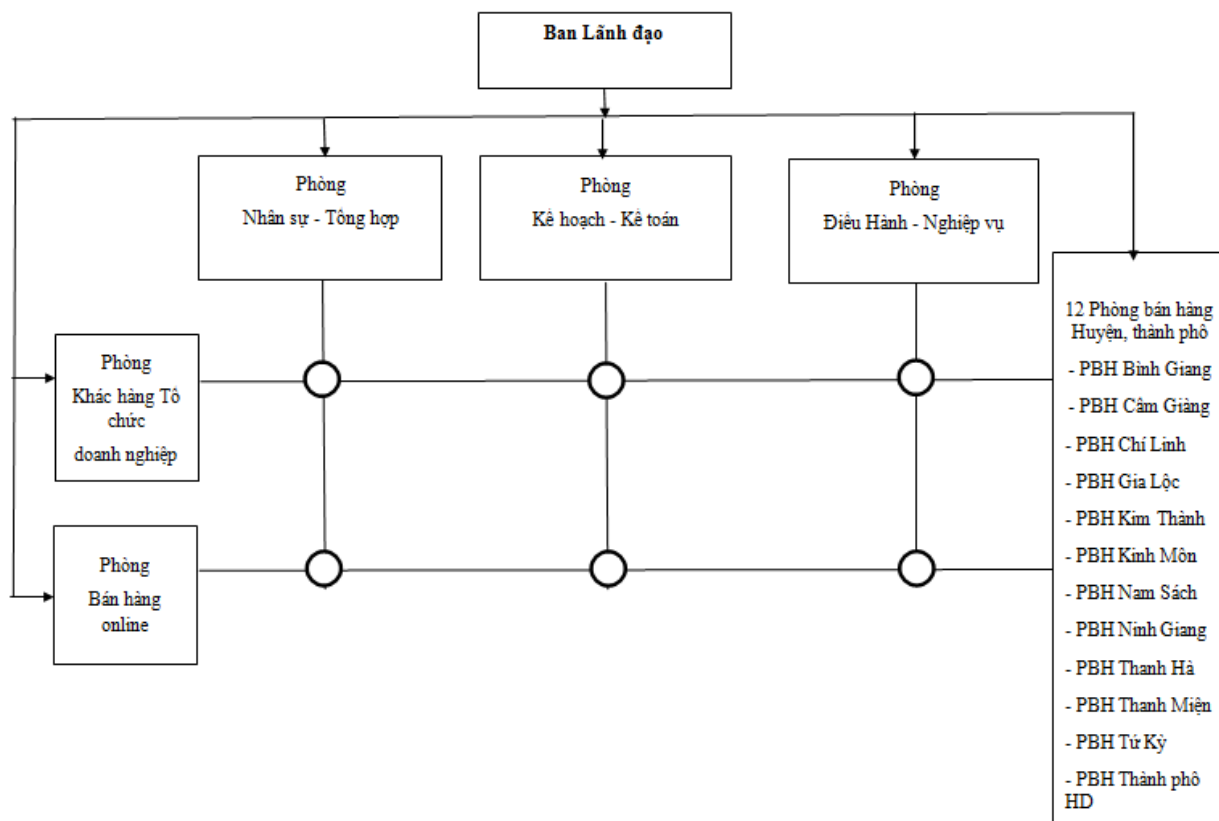 Ban Lãnh đạo
Phòng
Nhân sự - Tổng hợp
Phòng
Kế hoạch - Kế toán
Phòng
Điều Hành - Nghiệp vụ
Phòng
Khác hàng Tổ
chức
doanh nghiệp
Phòng
Bán hàng
online
12 Phòng bán hàng
Huyện, thành phố
- PBH Bình Giang
- PBH Cẩm Giàng
- PBH Chí Linh
- PBH Gia Lộc
- PBH Kim Thành
- PBH Kinh Môn
- PBH Nam Sách
- PBH Ninh Giang
- PBH Thanh Hà
- PBH Thanh Miện
- PBH Tứ Kỳ
- PBH Thành phố
HD